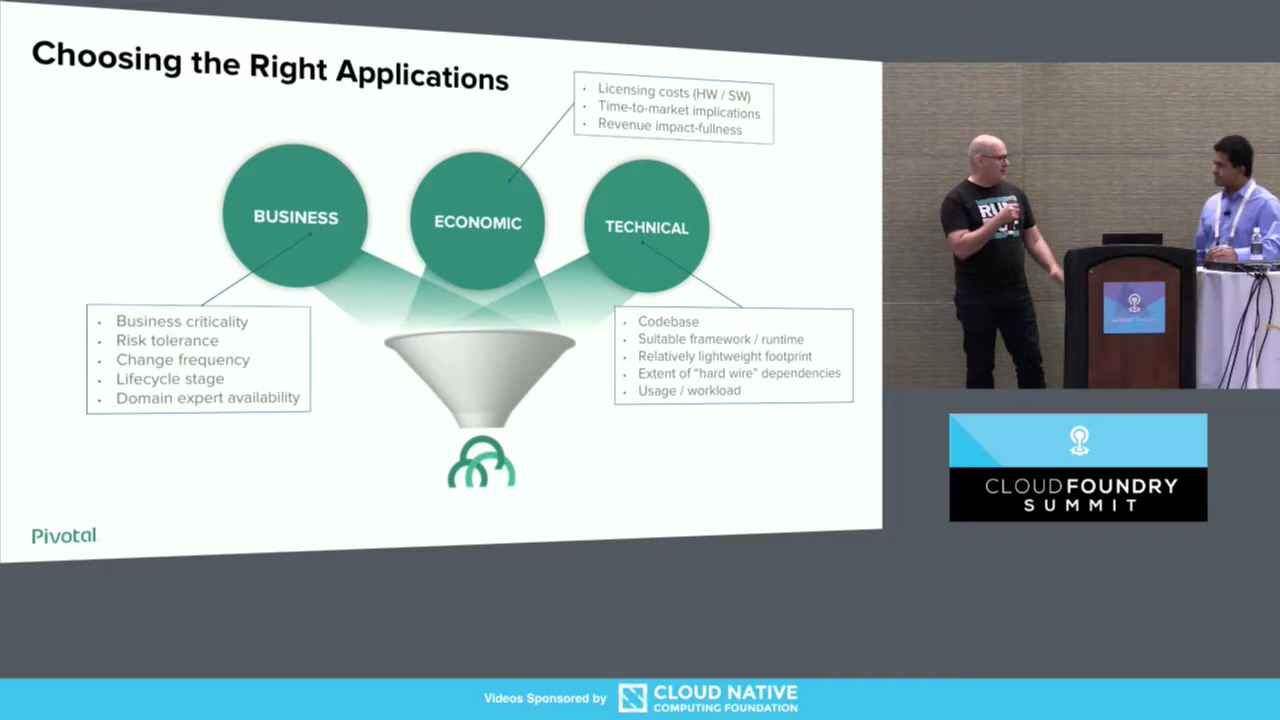 Choosing the Right Applications
• Licensing costs (HW / SW)
• Time-to-market implications
• Revenue impact-fullness
BUSINESS
ECONOMIC
TECHNICAL
• Business criticality
• Risk tolerance
• Change frequency
• Lifecycle stage
• Domain expert availability
• Codebase
• Suitable framework / runtime
• Relatively lightweight footprint
• Extent of “hard wire” dependencies
• Usage / workload
Pivotal
CLOUDFOUNDRY
SUMMIT
Videos Sponsored by
CLOUD NATIVE
COMPUTING FOUNDATION